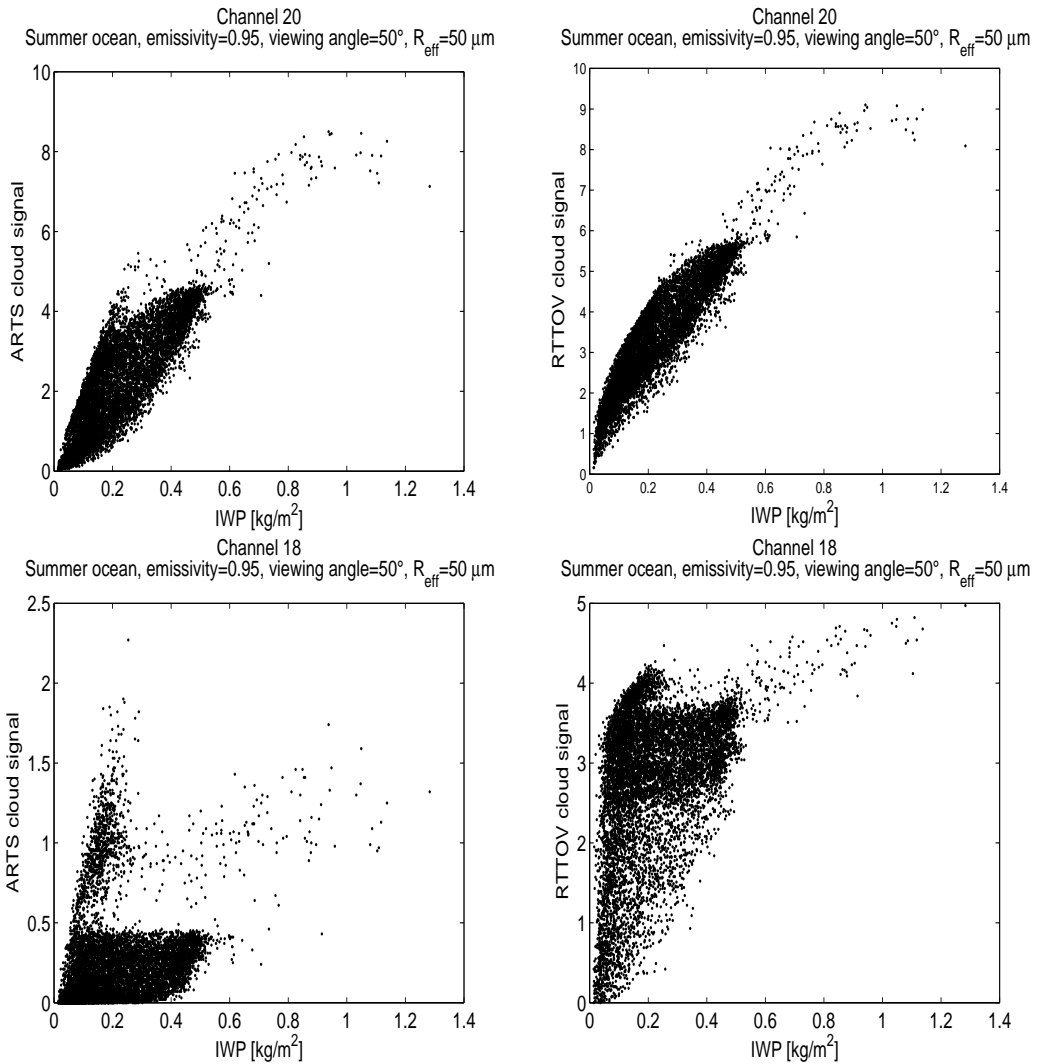 Channel 20
Summer ocean, emissivity=0.95, viewing angle=50°, R_eff=50 μm
10
8
6
4
2
0
ARTS cloud signal
0 0.2 0.4 0.6 0.8 1 1.2 1.4
IWP [kg/m²]
Channel 20
Summer ocean, emissivity=0.95, viewing angle=50°, R_eff=50 μm
10
9
8
7
6
5
4
3
2
1
0
RTTOV cloud signal
0 0.2 0.4 0.6 0.8 1 1.2 1.4
IWP [kg/m²]
Channel 18
Summer ocean, emissivity=0.95, viewing angle=50°, R_eff=50 μm
2.5
2
1.5
1
0.5
0
ARTS cloud signal
0 0.2 0.4 0.6 0.8 1 1.2 1.4
IWP [kg/m²]
Channel 18
Summer ocean, emissivity=0.95, viewing angle=50°, R_eff=50 μm
5
4
3
2
1
0
RTTOV cloud signal
0 0.2 0.4 0.6 0.8 1 1.2 1.4
IWP [kg/m²]